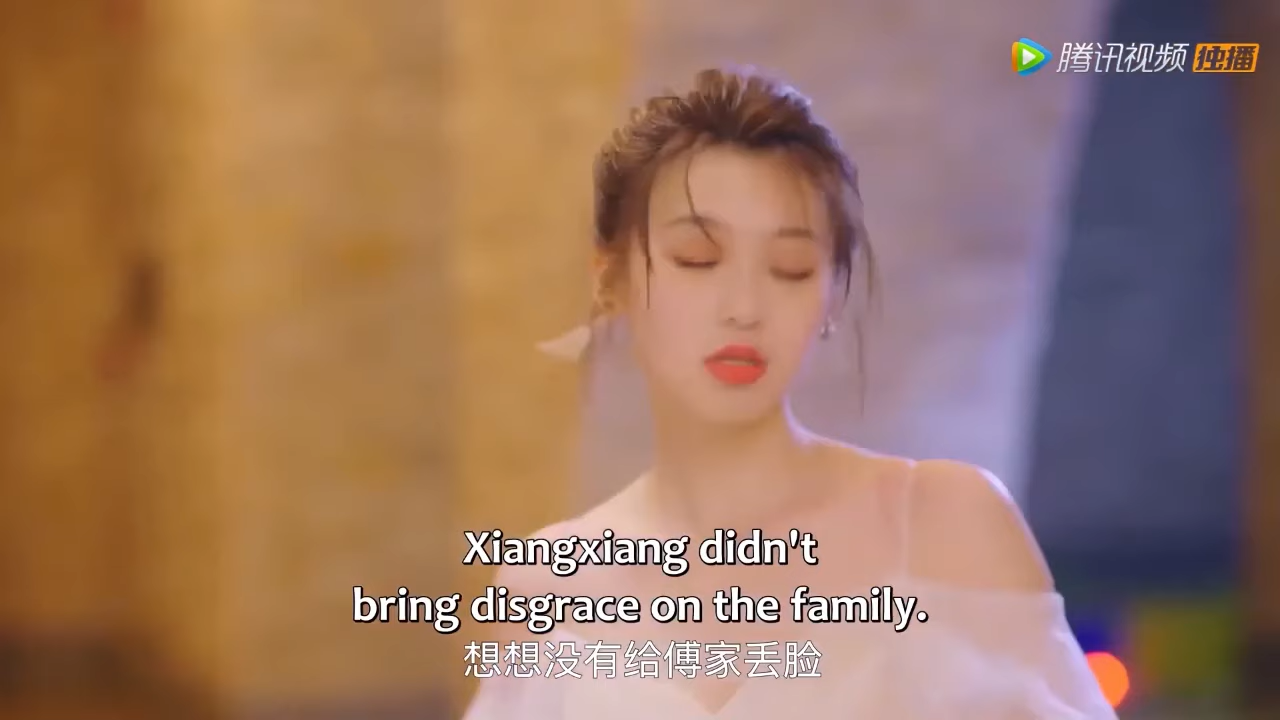 腾讯视频 独播
Xiangxiang didn't
bring disgrace on the family.
想想没有给傅家丢脸